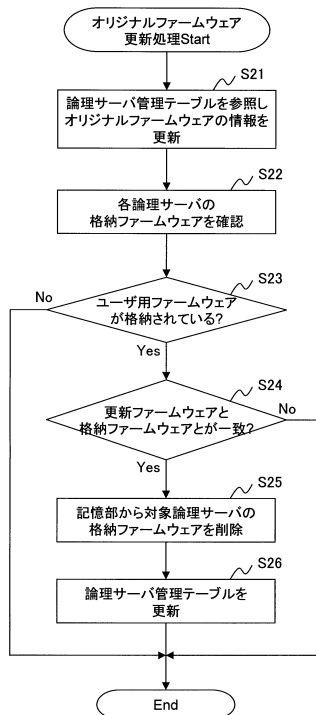 オリジナルファームウェア
更新処理Start
S21
論理サーバ管理テーブルを参照し
オリジナルファームウェアの情報を
更新
S22
各論理サーバの
格納ファームウェアを確認
S23
No
ユーザ用ファームウェア
が格納されている?
Yes
S24
更新ファームウェアと
格納ファームウェアとが一致?
No
Yes
S25
記憶部から対象論理サーバの
格納ファームウェアを削除
S26
論理サーバ管理テーブルを
更新
End